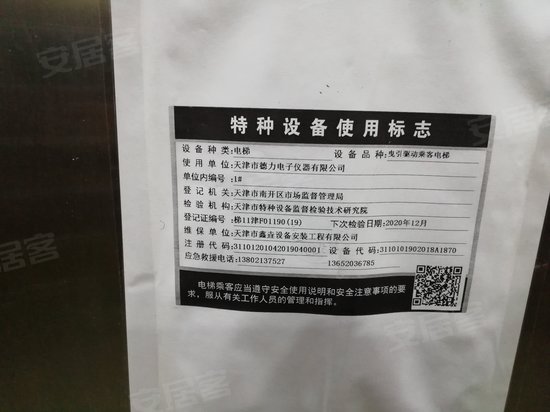 安居客
安居客
特种设备使用标志
设备种类:电梯 设备品种:曳引驱动乘客电梯
使用单位:天津市德力电子仪器有限公司
单位内编号:1#
登记机关:天津市南开区市场监督管理局
检验机构:天津市特种设备监督检验技术研究院
登记证编号:梯11津F01190(19) 下次检验日期:2020年12月
维保单位:天津市鑫垚设备安装工程有限公司
注册代码:31101201042019040001 设备代码:3110101902018A1870
应急救援电话:13802137527 13652036785
电梯乘客应当遵守安全使用说明和安全注意事项的要
求,服从有关工作人员的管理和指挥。
安居客
安居客